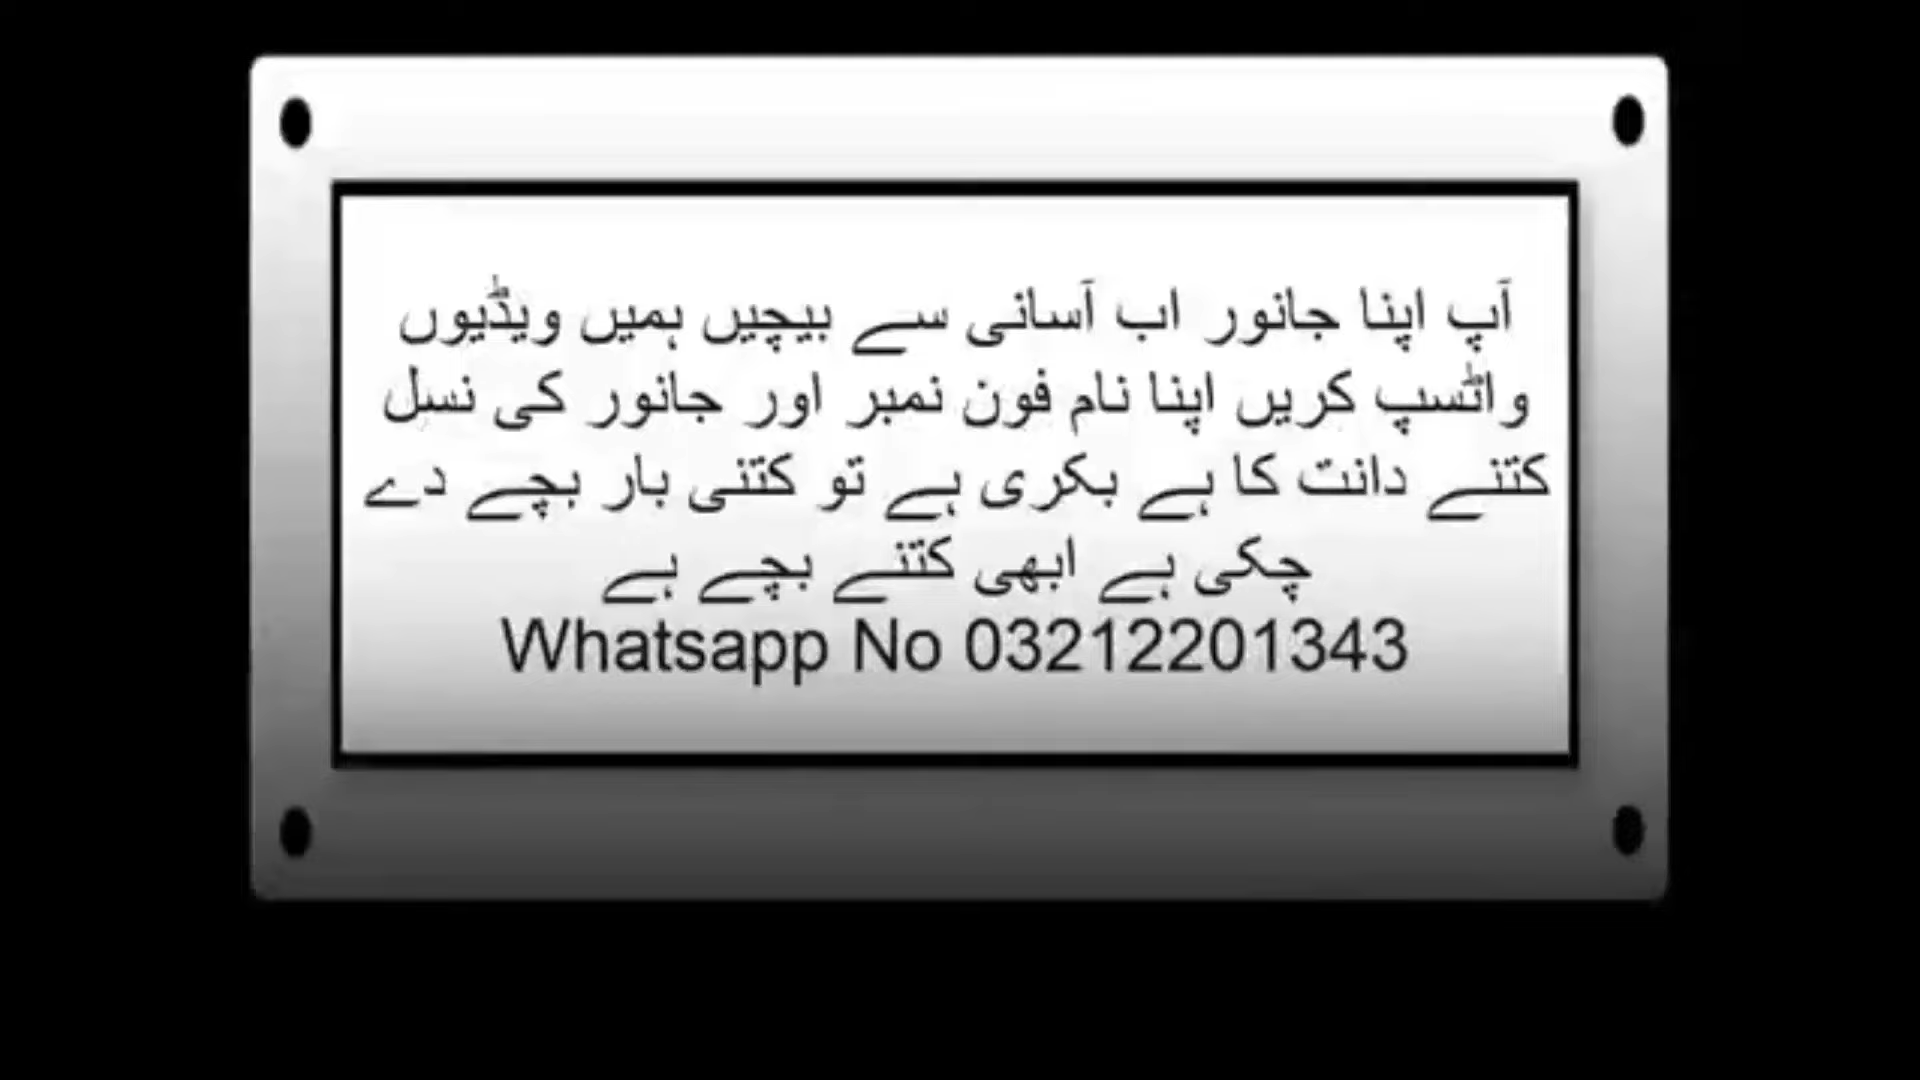 آپ اپنا جانور اب آسانی سے بیچیں ہمیں ویڈیوں
واٹسپ کریں اپنا نام فون نمبر اور جانور کی نسل
کتنے دانت کا ہے بکری ہے تو کتنی بار بچے دے
چکی ہے ابھی کتنے بچے ہے
Whatsapp No 03212201343